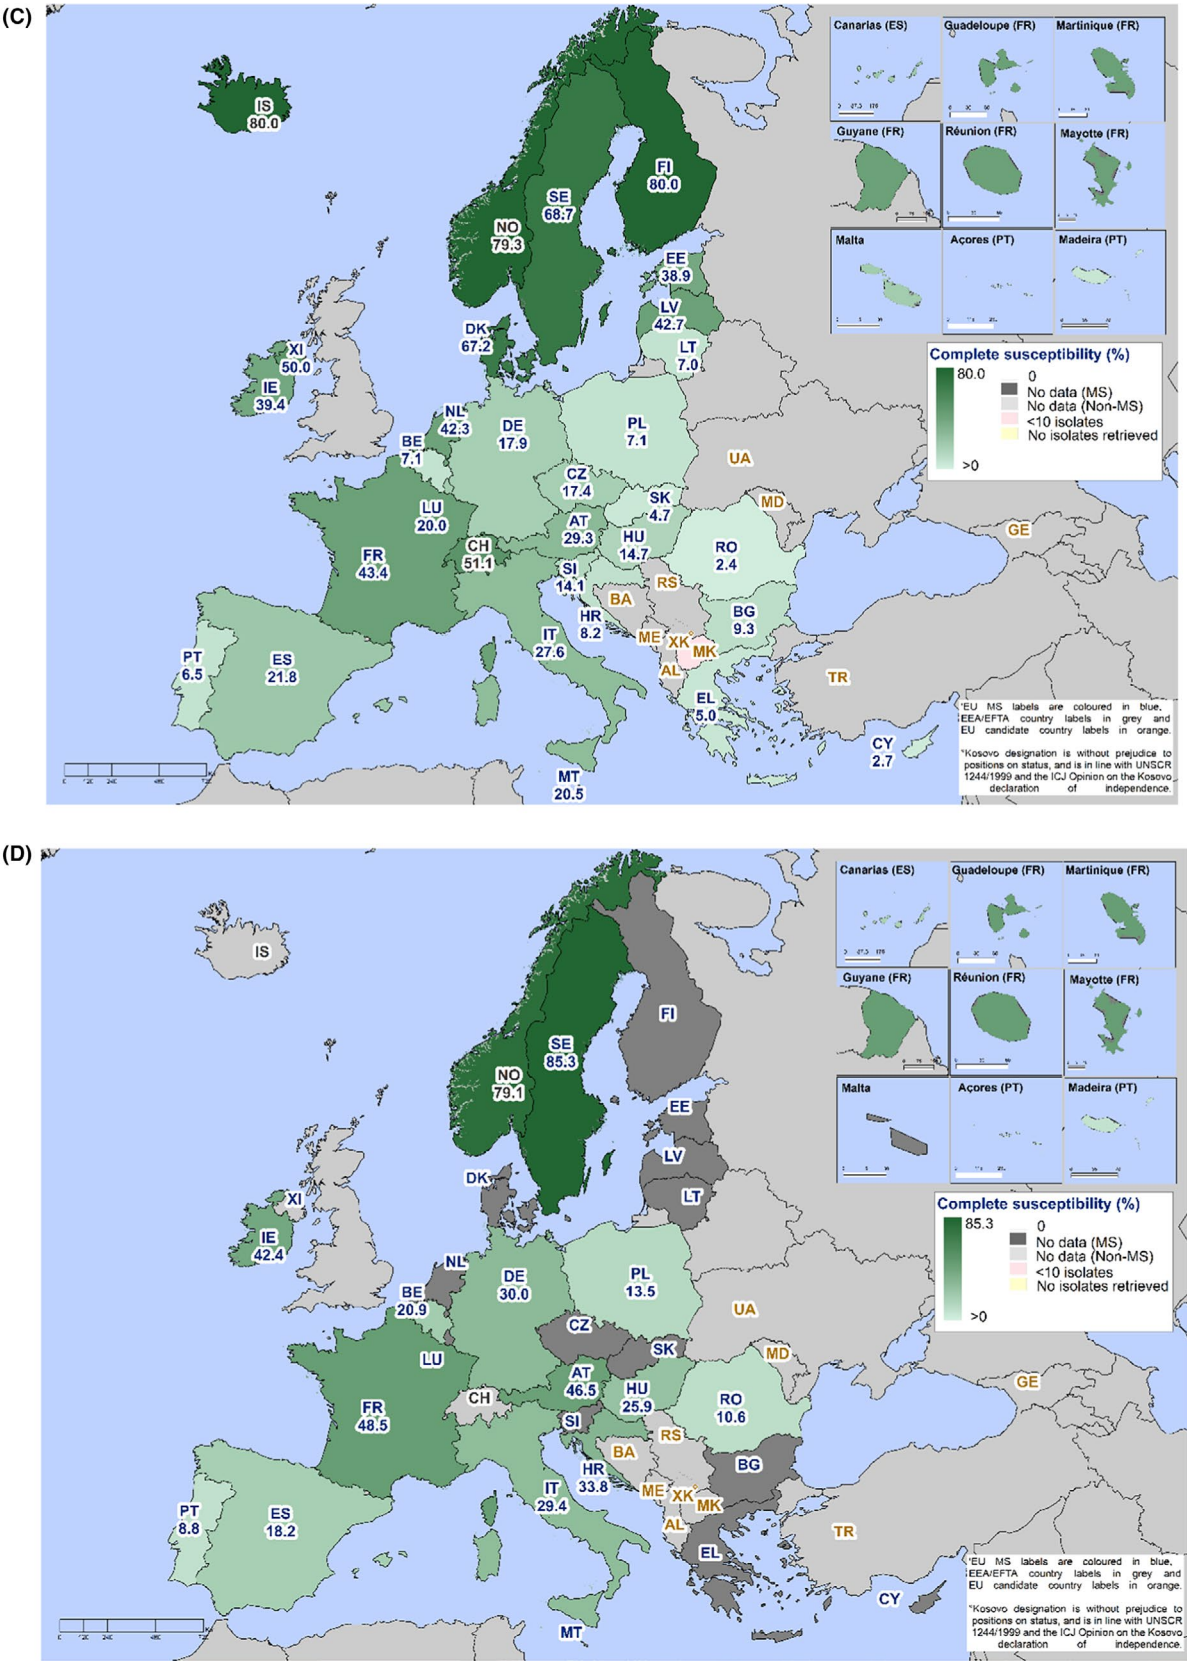 (C)
Canarias (ES)
Guadeloupe (FR)
Martinique (FR)
IS
80.0
Guyane (FR)
Réunion (FR)
Mayotte (FR)
FI
80.0
SE
68.7
NO
79.3
Malta
Açores (PT)
Madeira (PT)
EE
38.9
LV
42.7
DK
67.2
LT
7.0
XI
50.0
IE
39.4
Complete susceptibility (%)
80.0
0
No data (MS)
No data (Non-MS)
<10 isolates
No isolates retrieved
>0
NL
42.3
DE
17.9
PL
7.1
BE
7.1
UA
CZ
17.4
LU
20.0
SK
4.7
MD
AT
29.3
HU
14.7
GE
CH
51.1
RO
2.4
FR
43.4
SI
14.1
RS
BA
HR
8.2
BG
9.3
IT
27.6
ME
XK*
MK
AL
PT
6.5
ES
21.8
TR
EL
5.0
CY
2.7
MT
20.5
EU MS labels are coloured in blue,
EEA/EFTA country labels in grey and
EU candidate country labels in orange.
*Kosovo designation is without prejudice to
positions on status, and is in line with UNSCR
1244/1999 and the ICJ Opinion on the Kosovo
declaration of independence.
(D)
Canarias (ES)
Guadeloupe (FR)
Martinique (FR)
IS
Guyane (FR)
Réunion (FR)
Mayotte (FR)
FI
SE
85.3
NO
79.1
Malta
Açores (PT)
Madeira (PT)
EE
LV
DK
LT
XI
IE
42.4
Complete susceptibility (%)
85.3
0
No data (MS)
No data (Non-MS)
<10 isolates
No isolates retrieved
>0
NL
DE
30.0
PL
13.5
BE
20.9
UA
CZ
LU
SK
MD
AT
46.5
HU
25.9
GE
CH
RO
10.6
FR
48.5
SI
RS
BA
BG
HR
33.8
IT
29.4
ME
XK*
MK
AL
PT
8.8
ES
18.2
TR
EL
CY
MT
EU MS labels are coloured in blue,
EEA/EFTA country labels in grey and
EU candidate country labels in orange.
*Kosovo designation is without prejudice to
positions on status, and is in line with UNSCR
1244/1999 and the ICJ Opinion on the Kosovo
declaration of independence.